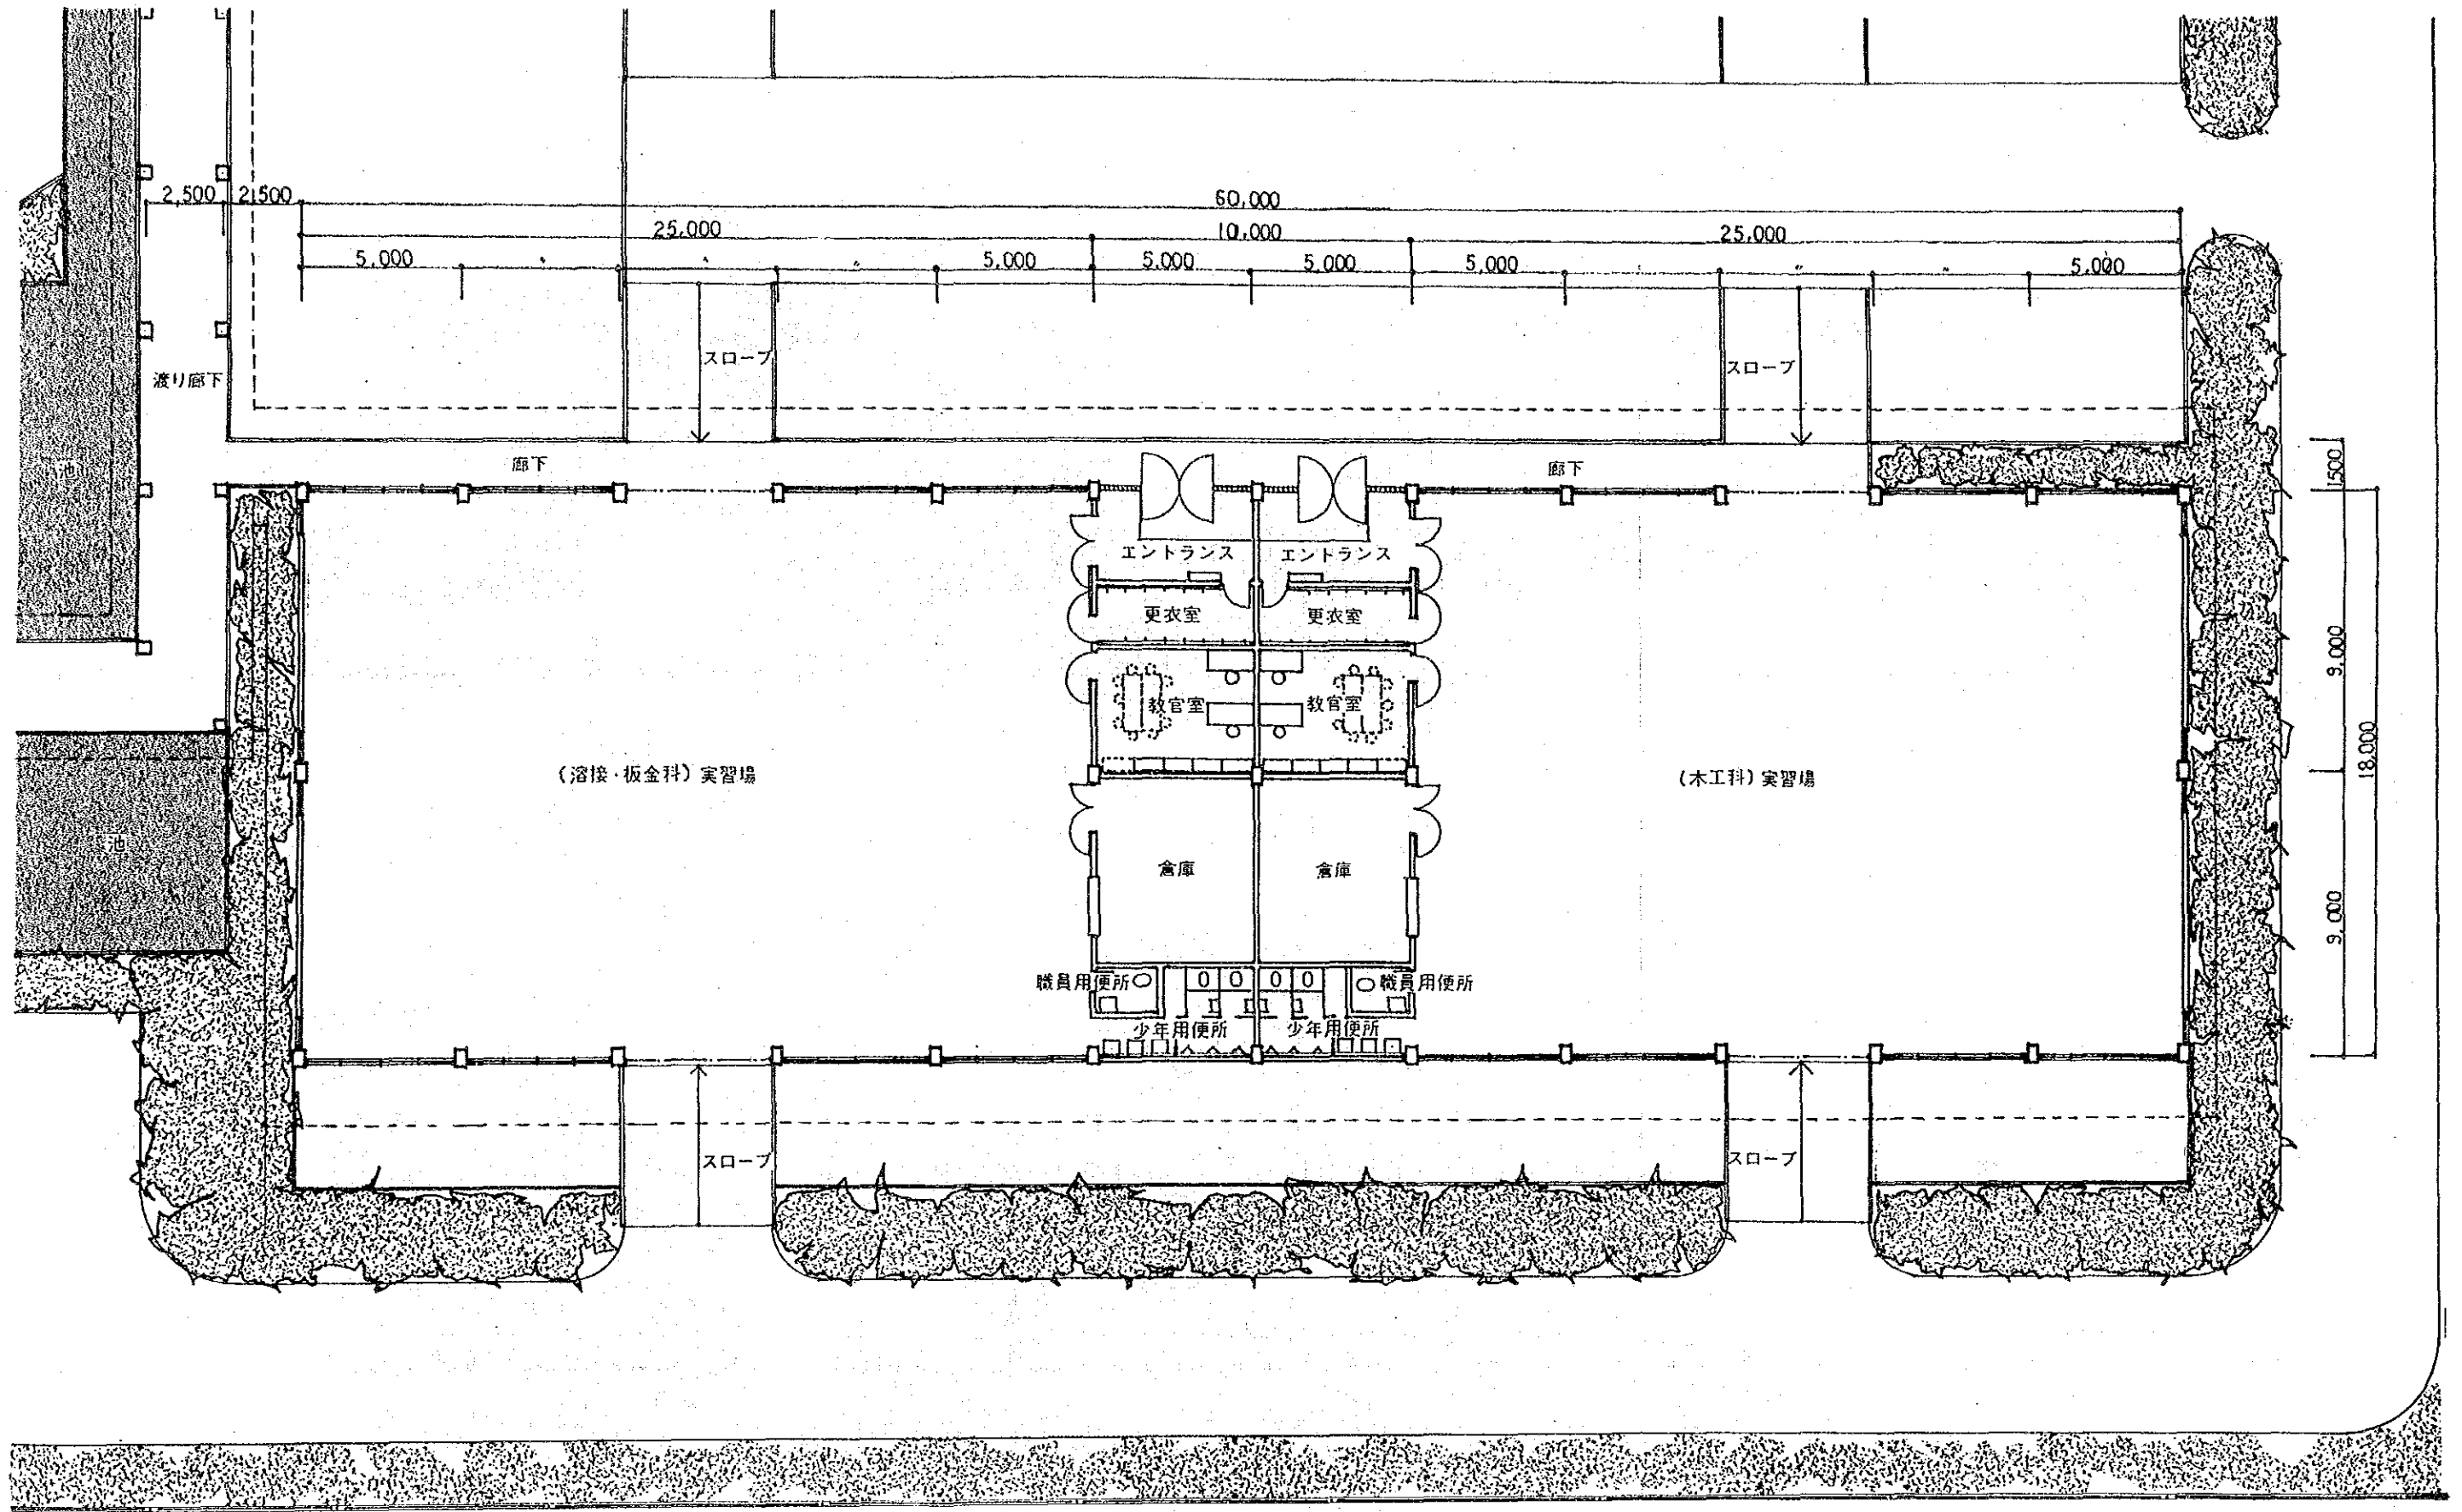 2,500
2,500
60,000
25,000
10,000
25,000
5,000
〃
〃
5,000
5,000
5,000
5,000
〃
〃
5,000
スロープ
スロープ
渡り廊下
廊下
廊下
池
1,500
エントランス
エントランス
更衣室
更衣室
9,000
教官室
教官室
18,000
(溶接・板金科) 実習場
(木工科) 実習場
池
倉庫
倉庫
9,000
職員用便所
職員用便所
少年用便所
少年用便所
スロープ
スロープ